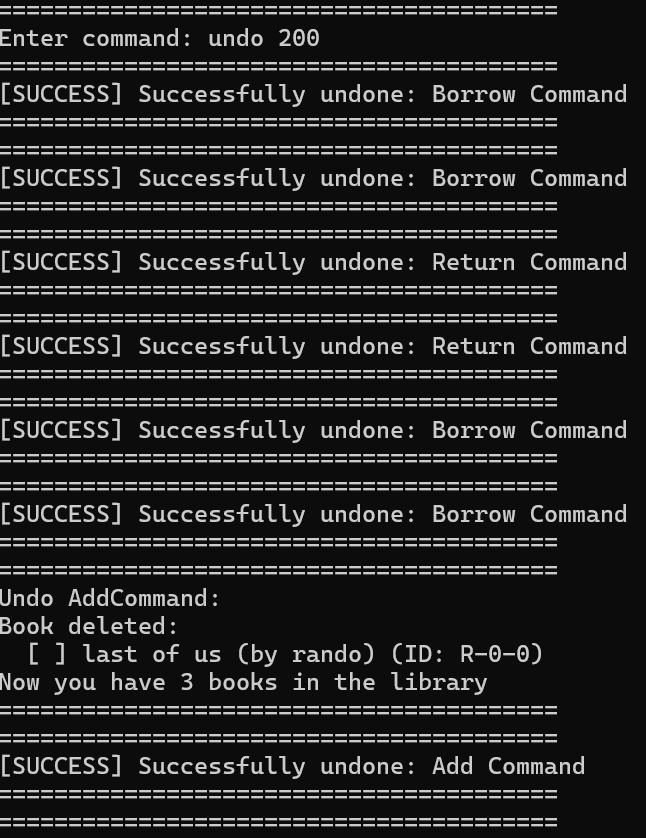 ========================================
Enter command: undo 200
========================================
[SUCCESS] Successfully undone: Borrow Command
========================================
========================================
[SUCCESS] Successfully undone: Borrow Command
========================================
========================================
[SUCCESS] Successfully undone: Return Command
========================================
========================================
[SUCCESS] Successfully undone: Return Command
========================================
========================================
[SUCCESS] Successfully undone: Borrow Command
========================================
========================================
[SUCCESS] Successfully undone: Borrow Command
========================================
========================================
Undo AddCommand:
Book deleted:
  [ ] last of us (by rando) (ID: R-0-0)
Now you have 3 books in the library
========================================
========================================
[SUCCESS] Successfully undone: Add Command
========================================
========================================